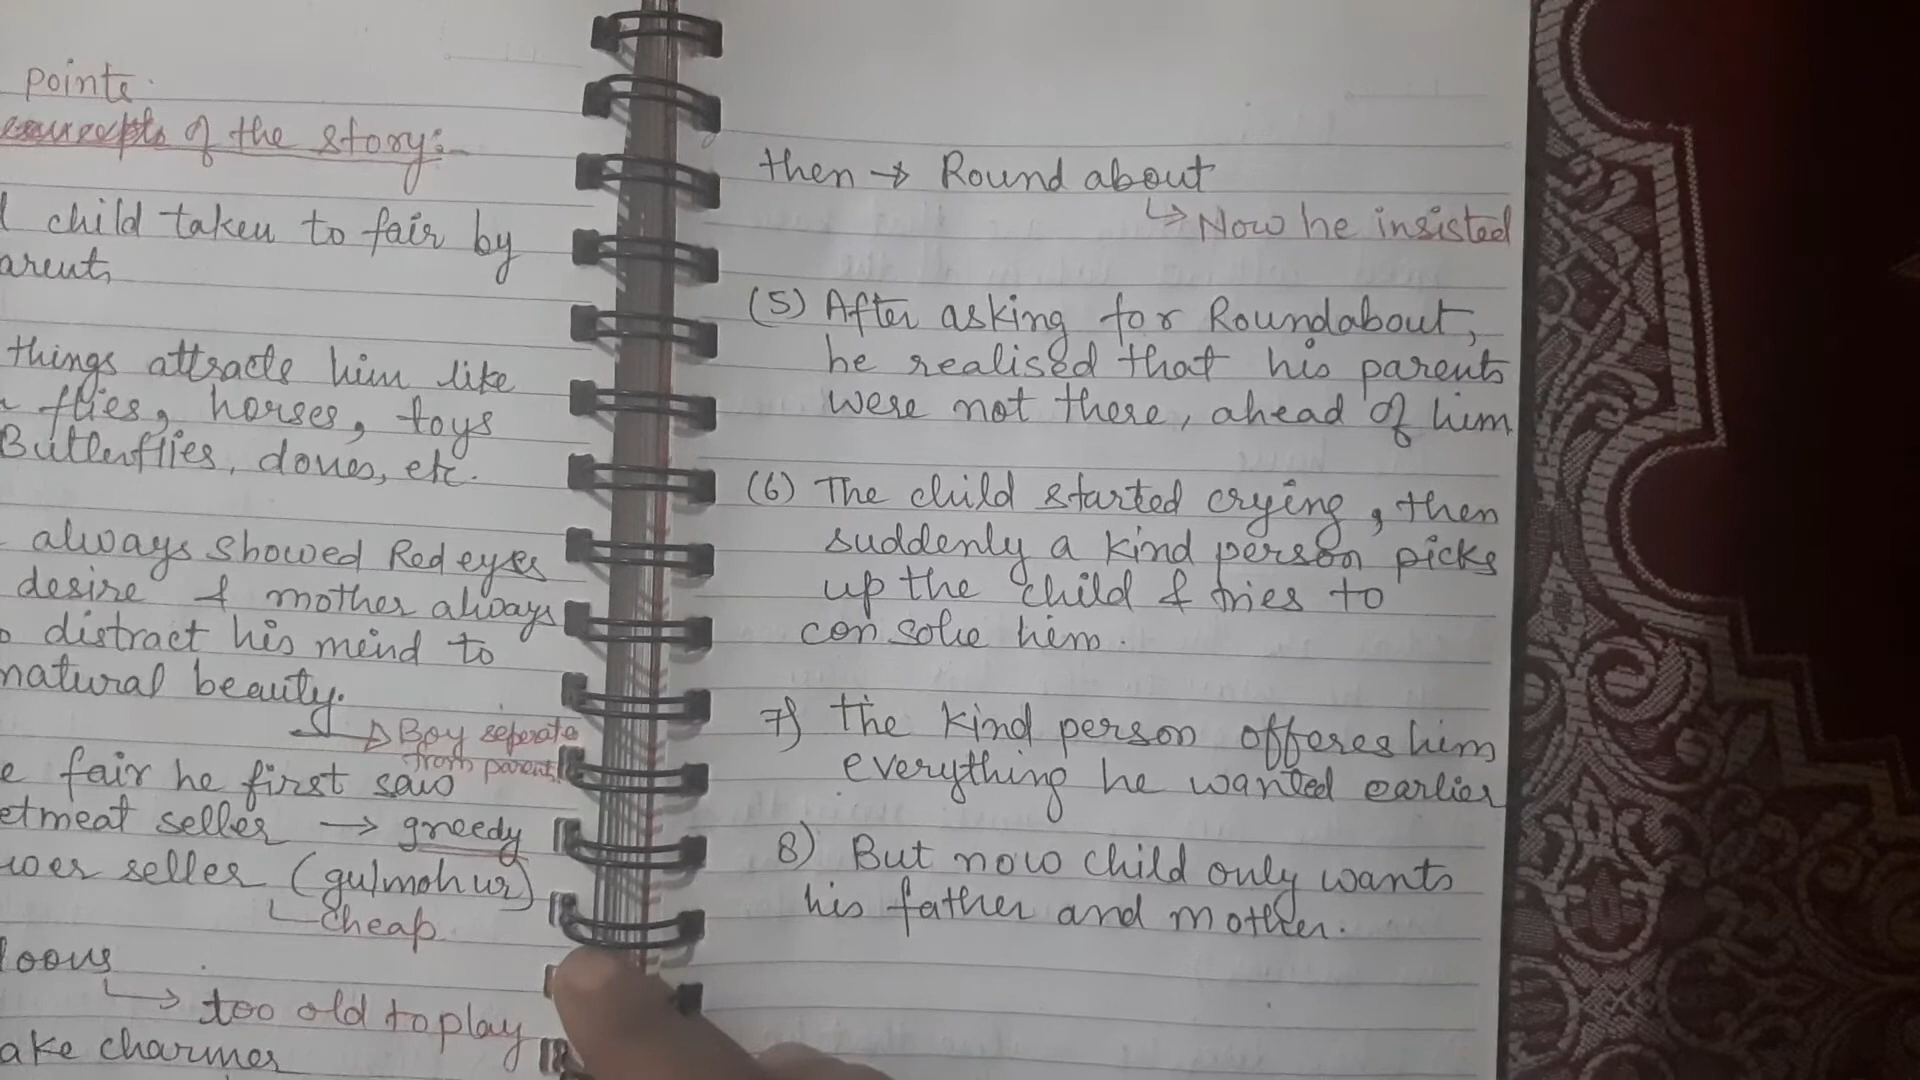 points.
of the story:-
child taken to fair by
things attracts him like
flies, horses, toys
Butterflies, doves, etc.
always showed Red eyes
desire & mother always
distract his mind to
natural beauty.
Boy seperate
from parent
fair he first saw
seller → greedy
seller (gulmohur)
cheap
too old to play
charmer
then → Round about
Now he insisted
(5) After asking for Roundabout,
he realised that his parents
were not there, ahead of him
(6) The child started crying, then
suddenly a kind person picks
up the child & tries to
console him.
7) The kind person offeres him
everything he wanted earlier
8) But now child only wants
his father and mother.